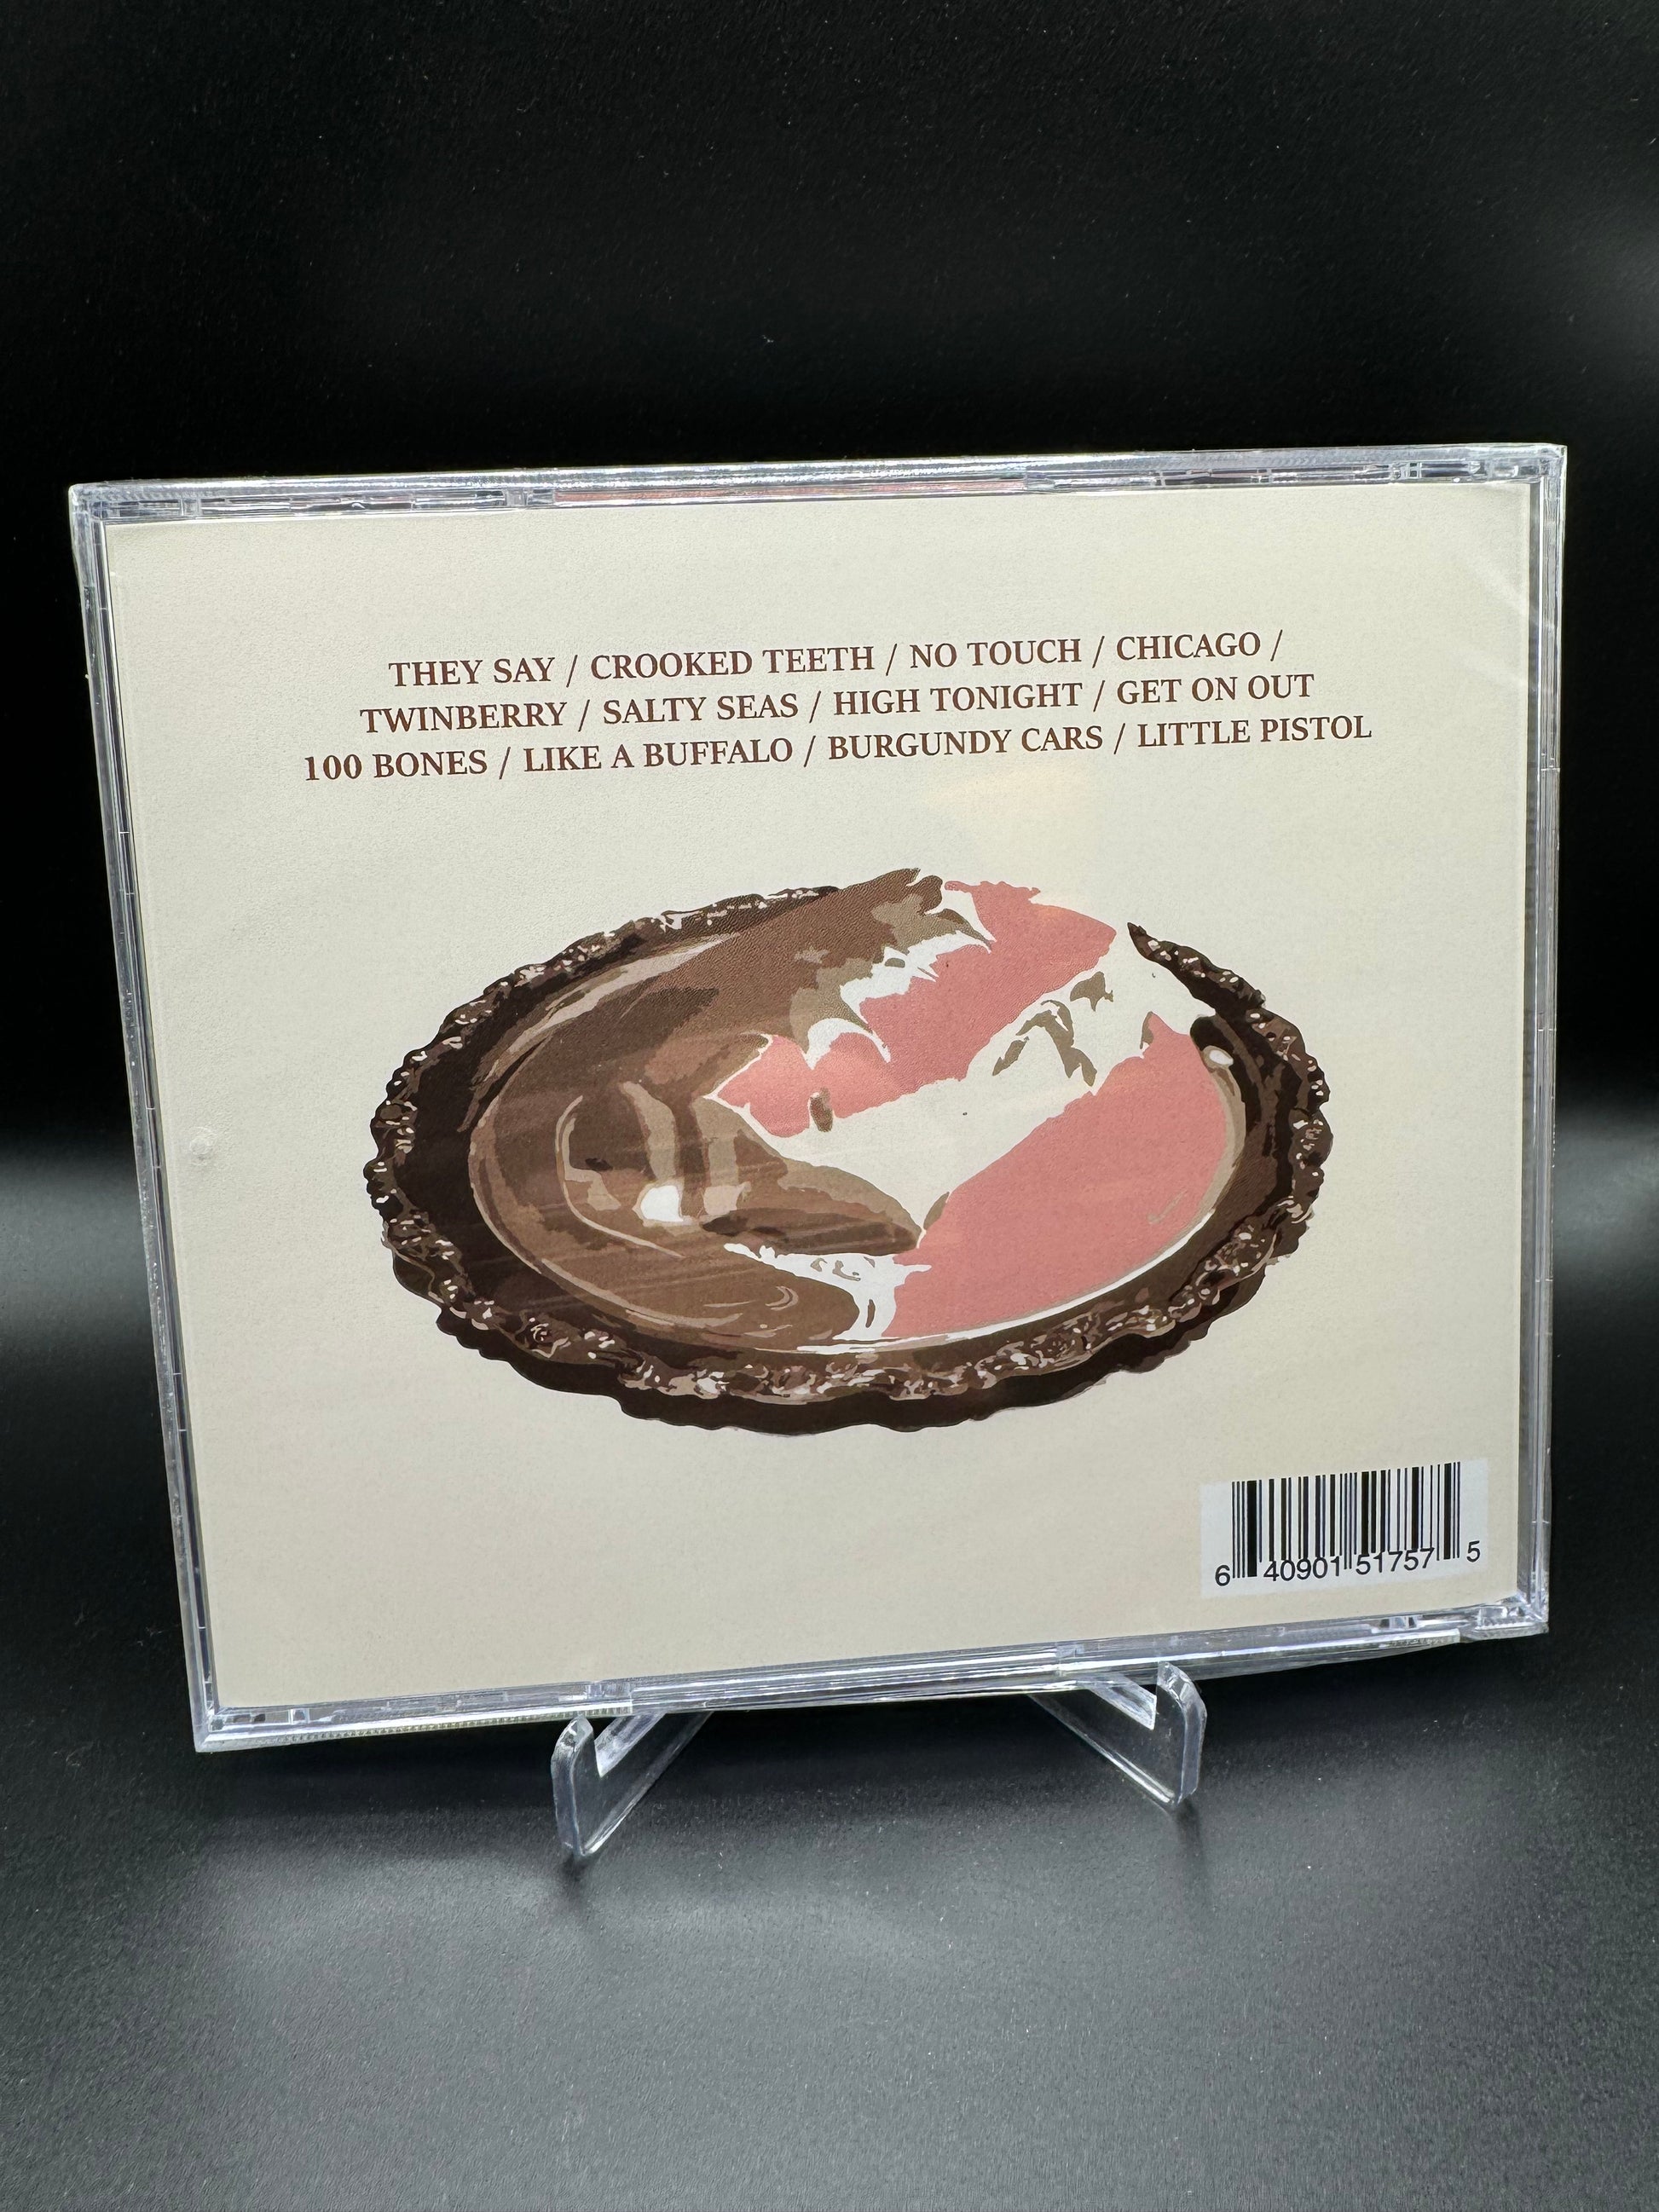 THEY SAY / CROOKED TEETH / NO TOUCH / CHICAGO /
TWINBERRY / SALTY SEAS / HIGH TONIGHT / GET ON OUT
100 BONES / LIKE A BUFFALO / BURGUNDY CARS / LITTLE PISTOL
6 40901 51757 5